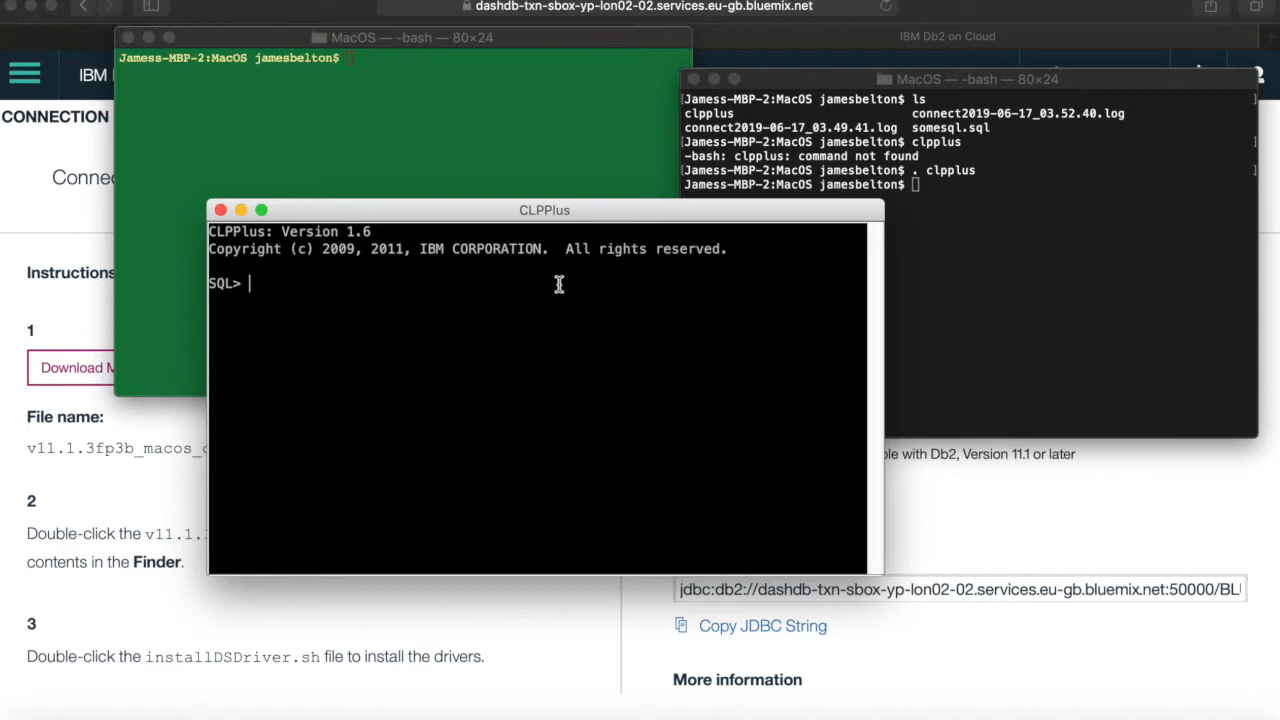 dashdb-txn-sbox-yp-lon02-02.services.eu-gb.bluemix.net
IBM Db2 on Cloud
IBM
CONNECTION
Connec
Instructions
1
Download M
File name:
v11.1.3fp3b_macos_
2
Double-click the v11.1.
contents in the Finder.
3
Double-click the installDSDriver.sh file to install the drivers.
MacOS — -bash — 80×24
Jamess-MBP-2:MacOS jamesbelton$
MacOS — -bash — 80×24
[Jamess-MBP-2:MacOS jamesbelton$ ls ]
clpplus connect2019-06-17_03.52.40.log
connect2019-06-17_03.49.41.log somesql.sql
[Jamess-MBP-2:MacOS jamesbelton$ clpplus ]
-bash: clpplus: command not found
[Jamess-MBP-2:MacOS jamesbelton$ . clpplus ]
Jamess-MBP-2:MacOS jamesbelton$
CLPPlus
CLPPlus: Version 1.6
Copyright (c) 2009, 2011, IBM CORPORATION. All rights reserved.
SQL>
ble with Db2, Version 11.1 or later
jdbc:db2://dashdb-txn-sbox-yp-lon02-02.services.eu-gb.bluemix.net:50000/BL
Copy JDBC String
More information